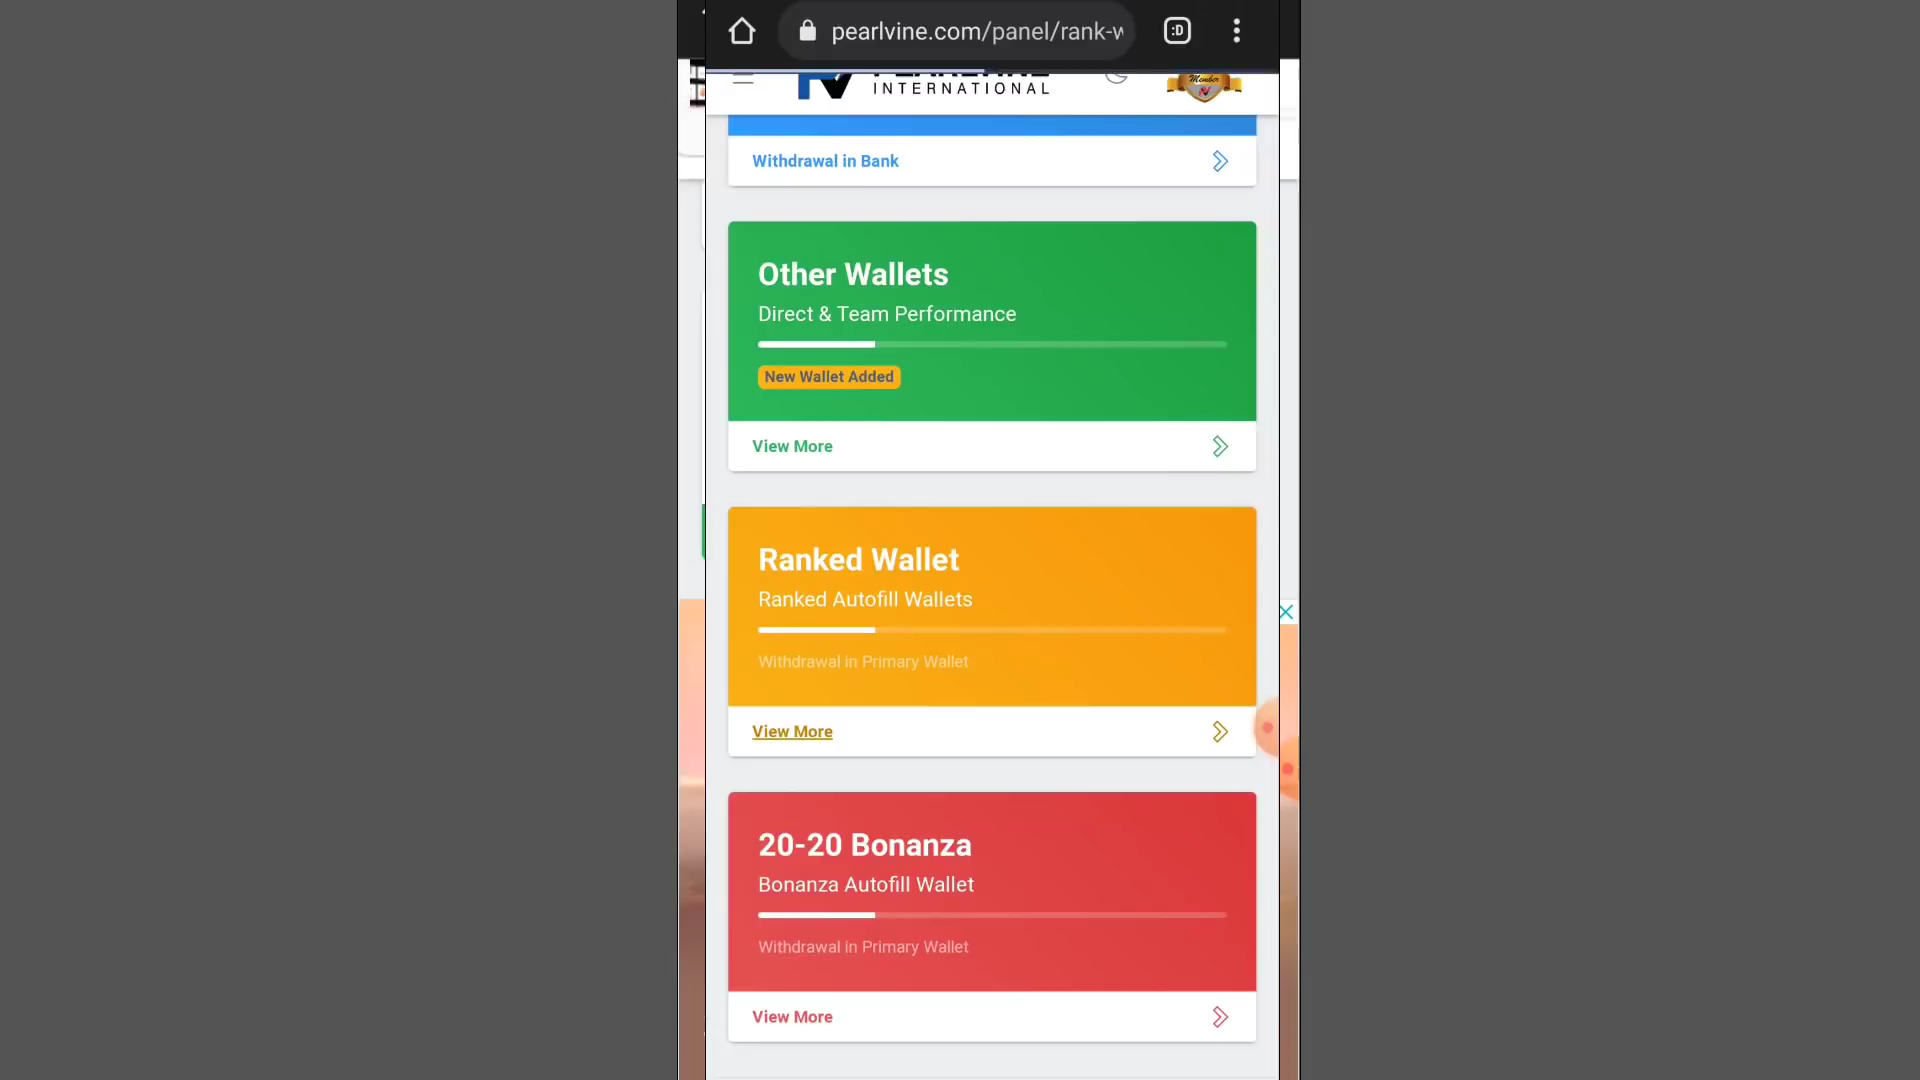 :D
pearlvine.com/panel/rank-w
INTERNATIONAL
Member
Withdrawal in Bank
Other Wallets
Direct & Team Performance
New Wallet Added
View More
Ranked Wallet
Ranked Autofill Wallets
Withdrawal in Primary Wallet
View More
20-20 Bonanza
Bonanza Autofill Wallet
Withdrawal in Primary Wallet
View More